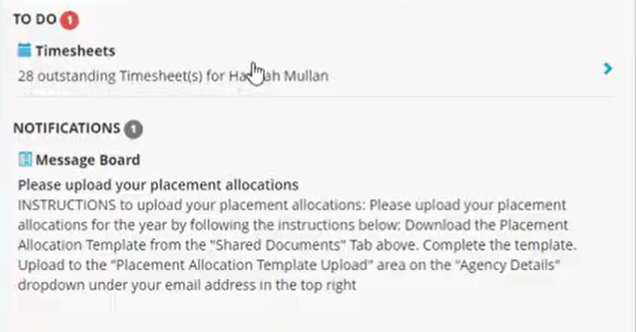 TO DO 1
Timesheets
28 outstanding Timesheet(s) for Hannah Mullan
NOTIFICATIONS 1
Message Board
Please upload your placement allocations
INSTRUCTIONS to upload your placement allocations: Please upload your placement
allocations for the year by following the instructions below: Download the Placement
Allocation Template from the "Shared Documents" Tab above. Complete the template.
Upload to the "Placement Allocation Template Upload" area on the "Agency Details"
dropdown under your email address in the top right